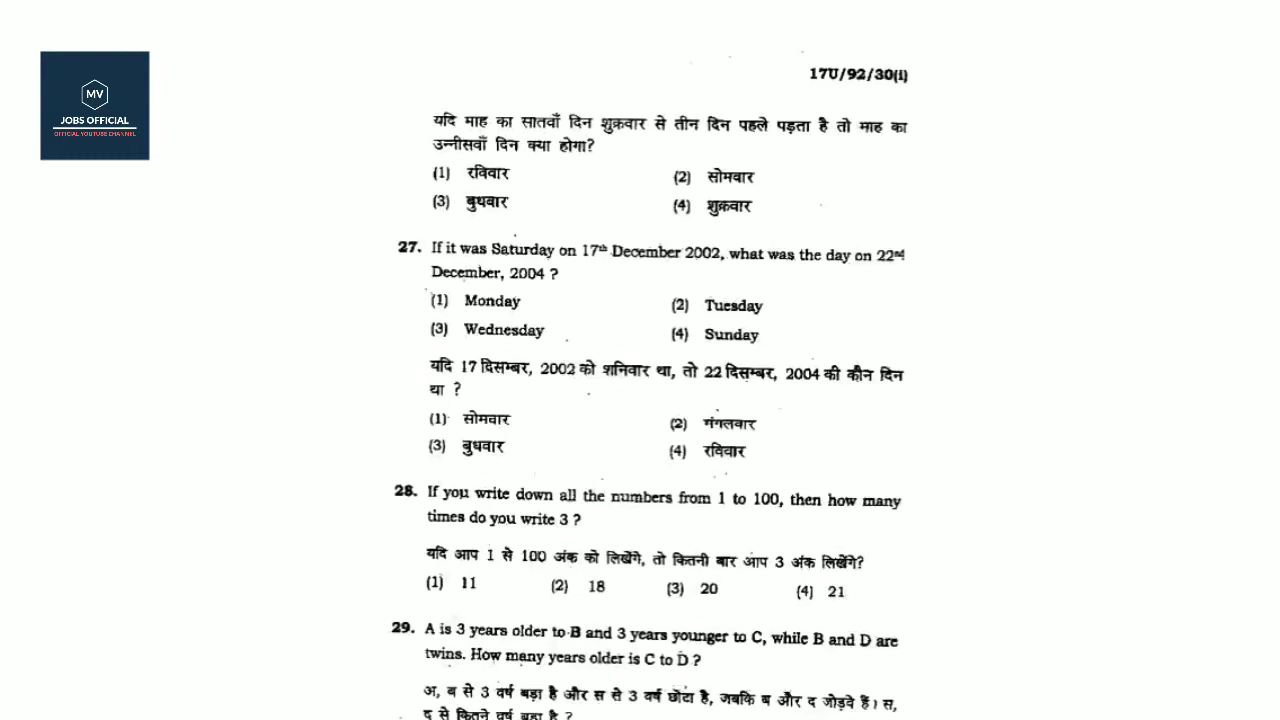 MV
JOBS OFFICIAL
OFFICIAL YOUTUBE CHANNEL
17U/92/30(i)
यदि माह का सातवाँ दिन शुक्रवार से तीन दिन पहले पड़ता है तो माह का
उन्नीसवाँ दिन क्या होगा?
(1) रविवार (2) सोमवार
(3) बुधवार (4) शुक्रवार
27. If it was Saturday on 17th December 2002, what was the day on 22nd
December, 2004 ?
(1) Monday (2) Tuesday
(3) Wednesday (4) Sunday
यदि 17 दिसम्बर, 2002 को शनिवार था, तो 22 दिसम्बर, 2004 की कौन दिन
था ?
(1) सोमवार (2) मंगलवार
(3) बुधवार (4) रविवार
28. If you write down all the numbers from 1 to 100, then how many
times do you write 3 ?
यदि आप 1 से 100 अंक को लिखेंगे, तो कितनी बार आप 3 अंक लिखेंगे?
(1) 11 (2) 18 (3) 20 (4) 21
29. A is 3 years older to B and 3 years younger to C, while B and D are
twins. How many years older is C to D ?
अ, ब से 3 वर्ष बड़ा है और स से 3 वर्ष छोटा है, जबकि ब और द जोड़वे हैं। स,
द से कितने वर्ष बड़ा है ?